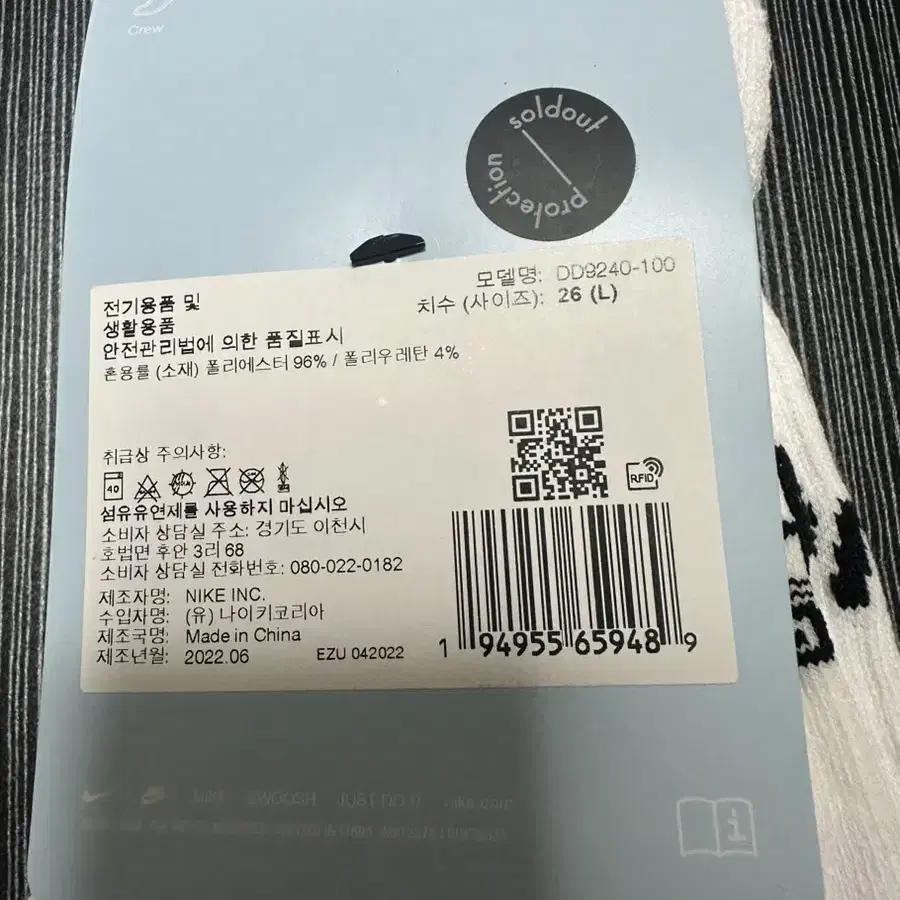 Crew
soldout
protection
모델명: DD9240-100
치수 (사이즈): 26 (L)
전기용품 및
생활용품
안전관리법에 의한 품질표시
혼용률 (소재) 폴리에스터 96% / 폴리우레탄 4%
취급상 주의사항:
40
섬유유연제를 사용하지 마십시오
소비자 상담실 주소: 경기도 이천시
호법면 후안 3리 68
소비자 상담실 전화번호: 080-022-0182
제조자명: NIKE INC.
수입자명: (유) 나이키코리아
제조국명: Made in China
제조년월: 2022.06
EZU 042022
RFID
1 94955 65948 9
NIKE SWOOSH JUST DO IT nike.com